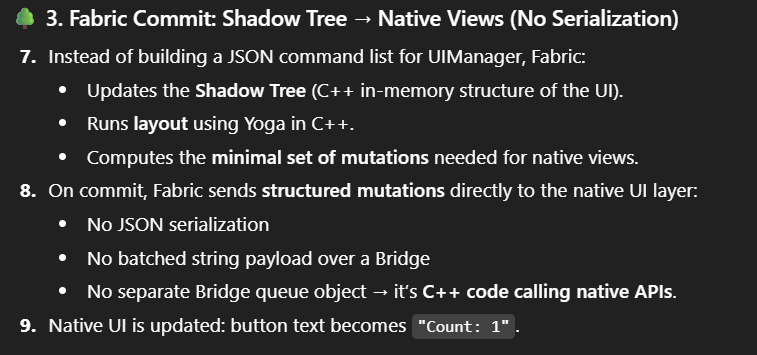 🌳 3. Fabric Commit: Shadow Tree → Native Views (No Serialization)
7. Instead of building a JSON command list for UIManager, Fabric:
• Updates the Shadow Tree (C++ in-memory structure of the UI).
• Runs layout using Yoga in C++.
• Computes the minimal set of mutations needed for native views.
8. On commit, Fabric sends structured mutations directly to the native UI layer:
• No JSON serialization
• No batched string payload over a Bridge
• No separate Bridge queue object → it's C++ code calling native APIs.
9. Native UI is updated: button text becomes "Count: 1".